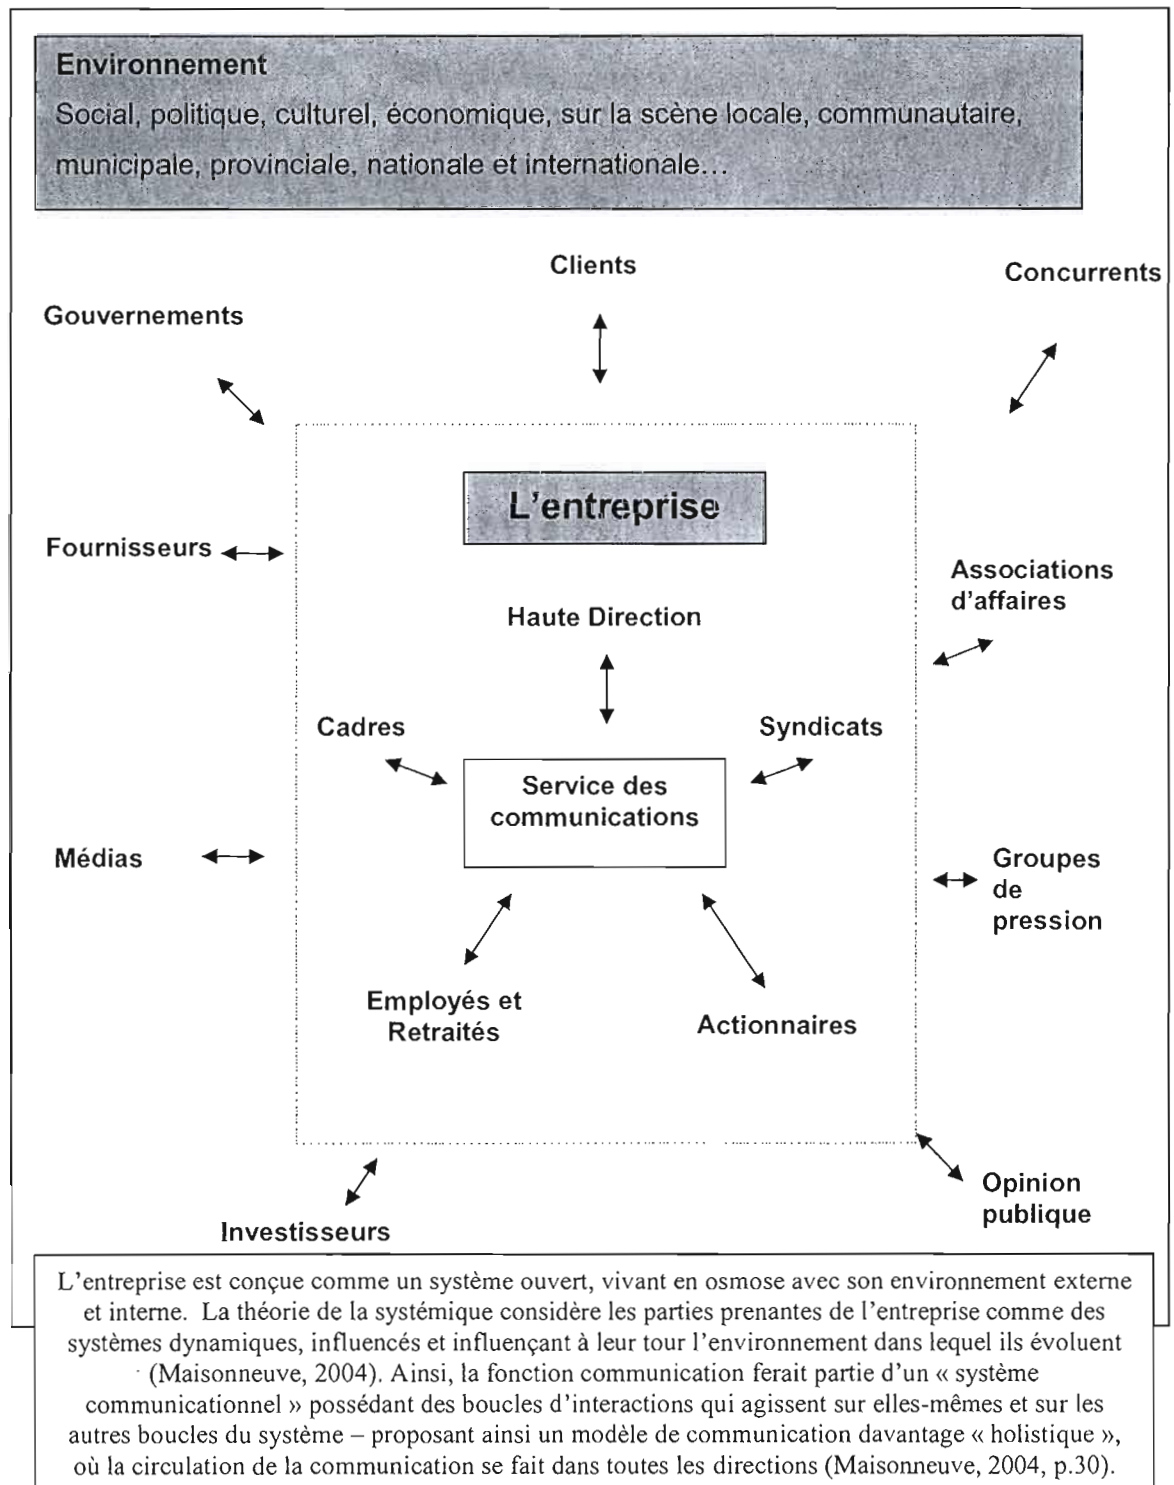 Environnement
Social, politique, culturel, économique, sur la scène locale, communautaire,
municipale, provinciale, nationale et internationale…
Clients
Concurrents
Gouvernements
L'entreprise
Fournisseurs
Associations
d'affaires
Haute Direction
Cadres
Syndicats
Service des
communications
Médias
Groupes
de
pression
Employés et
Retraités
Actionnaires
Opinion
publique
Investisseurs
L'entreprise est conçue comme un système ouvert, vivant en osmose avec son environnement externe
et interne. La théorie de la systémique considère les parties prenantes de l'entreprise comme des
systèmes dynamiques, influencés et influençant à leur tour l'environnement dans lequel ils évoluent
(Maisonneuve, 2004). Ainsi, la fonction communication ferait partie d'un « système
communicationnel » possédant des boucles d'interactions qui agissent sur elles-mêmes et sur les
autres boucles du système – proposant ainsi un modèle de communication davantage « holistique »,
où la circulation de la communication se fait dans toutes les directions (Maisonneuve, 2004, p.30).